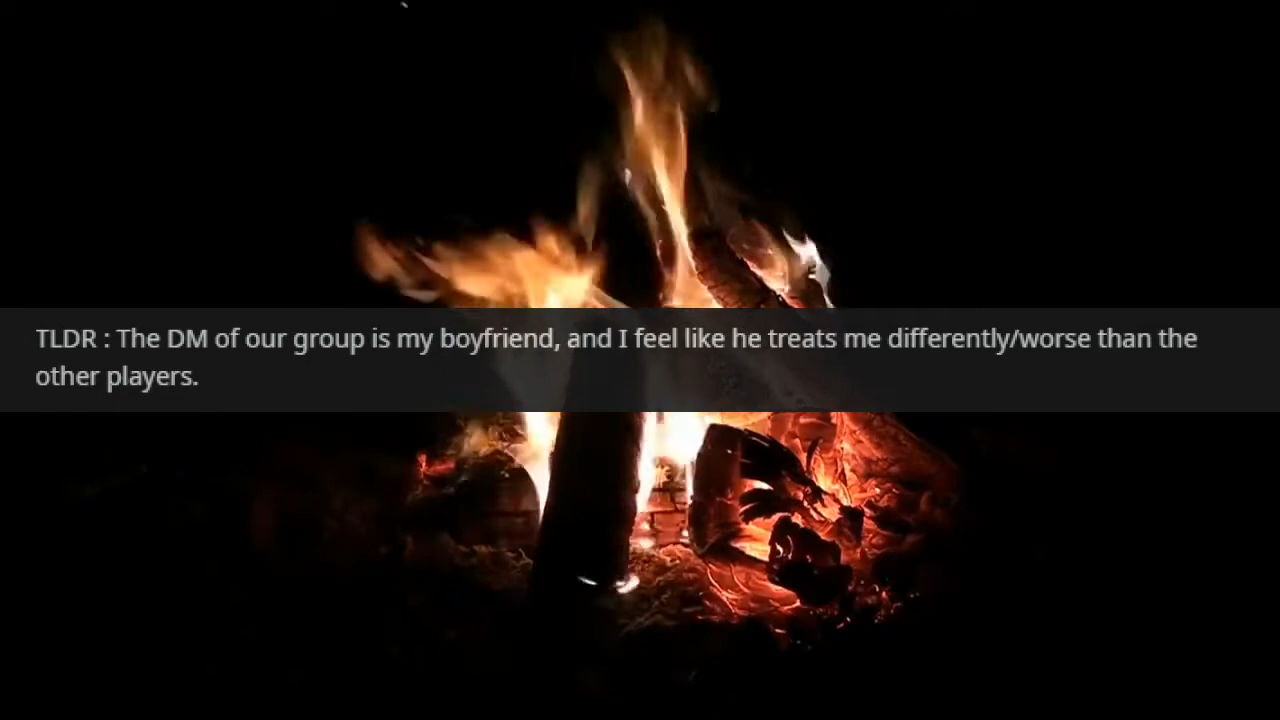 TLDR : The DM of our group is my boyfriend, and I feel like he treats me differently/worse than the
other players.